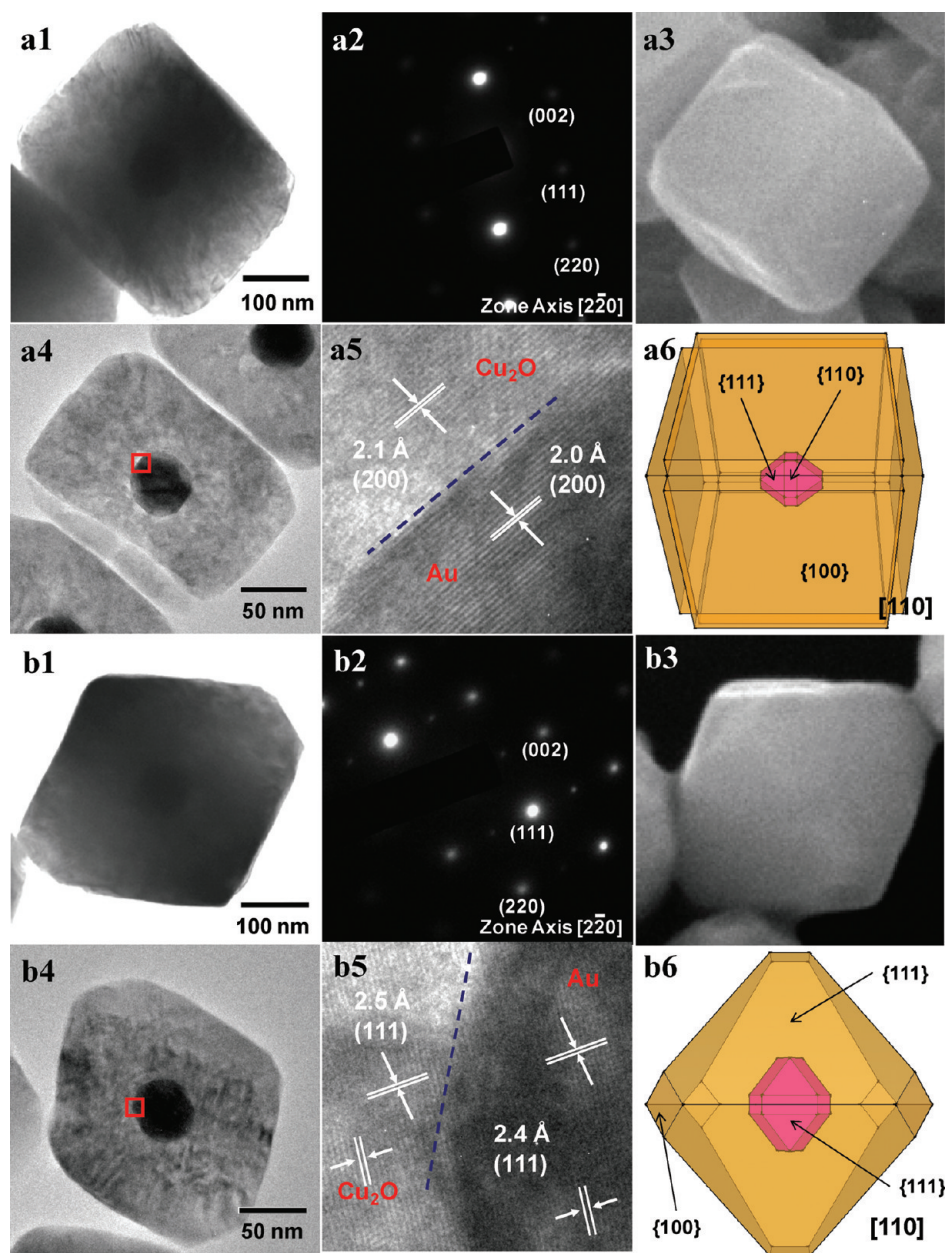 a1
100 nm
a2
(002)
(111)
(220)
Zone Axis [22̄0]
a3
a4
50 nm
a5
Cu₂O
2.1 Å
(200)
2.0 Å
(200)
Au
a6
{111}
{110}
{100}
[110]
b1
100 nm
b2
(002)
(111)
(220)
Zone Axis [22̄0]
b3
b4
50 nm
b5
Au
2.5 Å
(111)
2.4 Å
(111)
Cu₂O
b6
{111}
{111}
{100}
[110]